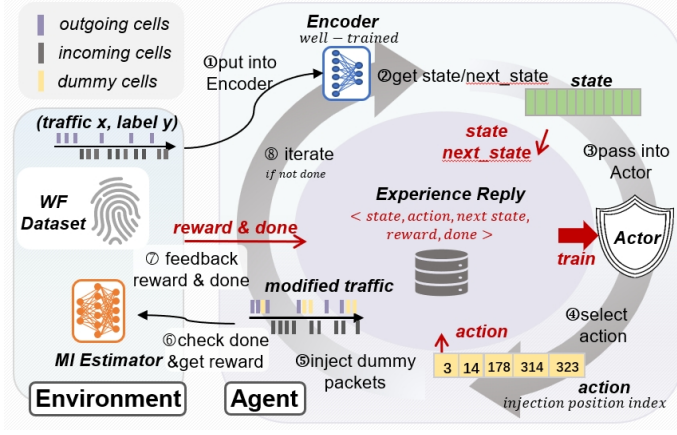 outgoing cells
incoming cells
dummy cells
Encoder
well − trained
①put into
Encoder
②get state/next_state
state
(traffic x, label y)
state
next_state
③pass into
Actor
⑧ iterate
if not done
WF
Dataset
Experience Reply
< state, action, next state,
reward, done >
reward & done
Actor
train
⑦ feedback
reward & done
modified traffic
MI Estimator
⑥check done
&get reward
⑤inject dummy
packets
action
④select
action
3 14 178 314 323
action
injection position index
Environment
Agent